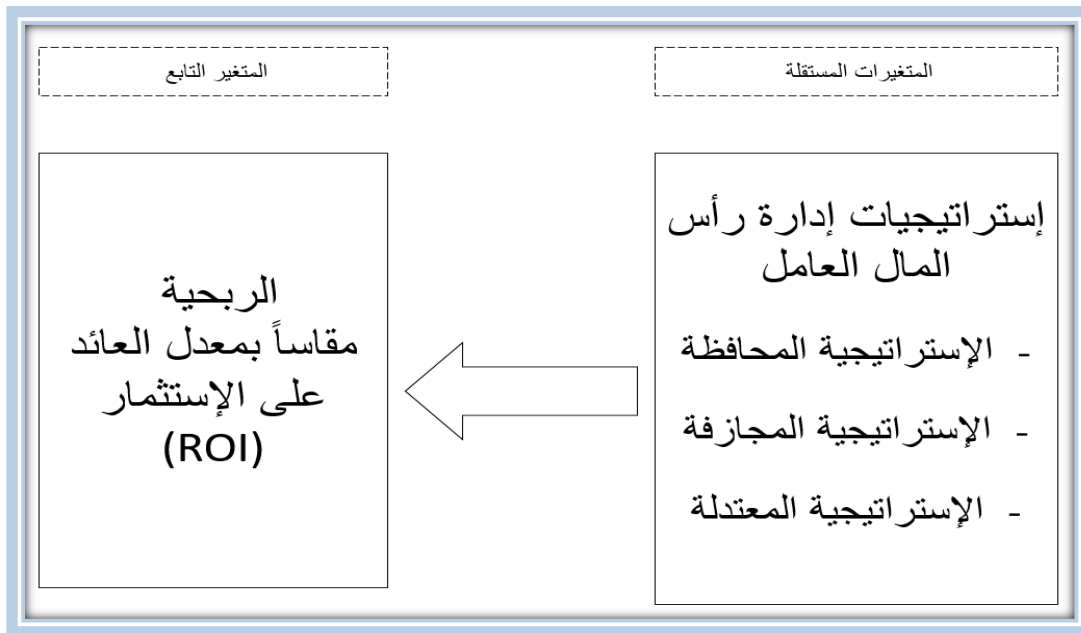 المتغيرات المستقلة
المتغير التابع
إستراتيجيات إدارة رأس
المال العامل
- الإستراتيجية المحافظة
- الإستراتيجية المجازفة
- الإستراتيجية المعتدلة
الربحية
مقاساً بمعدل العائد
على الإستثمار
(ROI)